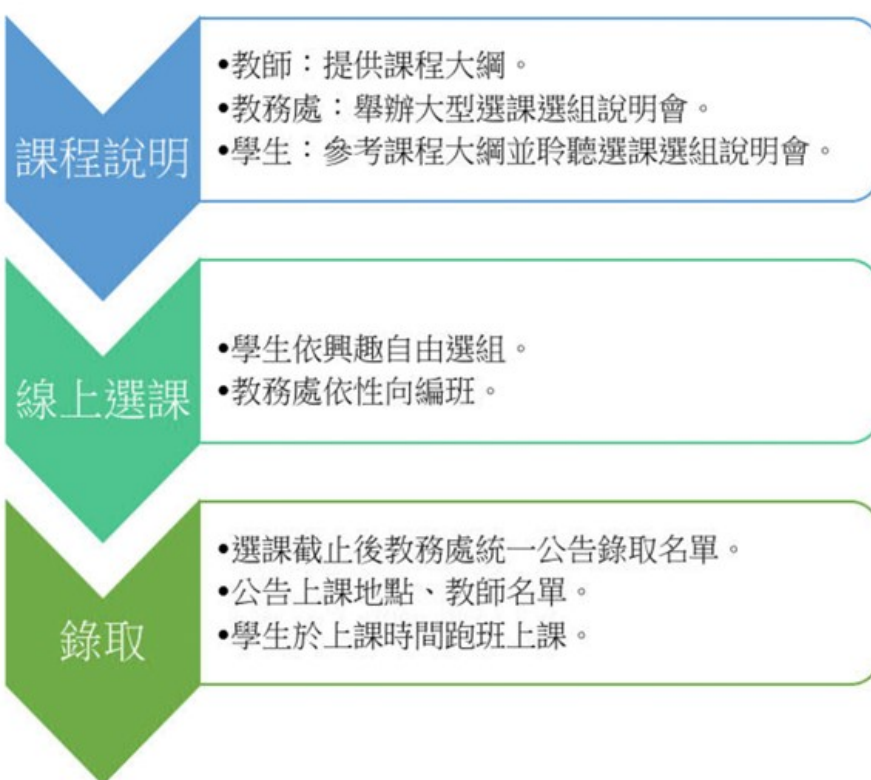 課程說明
•教師：提供課程大綱。
•教務處：舉辦大型選課選組說明會。
•學生：參考課程大綱並聆聽選課選組說明會。
線上選課
•學生依興趣自由選組。
•教務處依性向編班。
錄取
•選課截止後教務處統一公告錄取名單。
•公告上課地點、教師名單。
•學生於上課時間跑班上課。